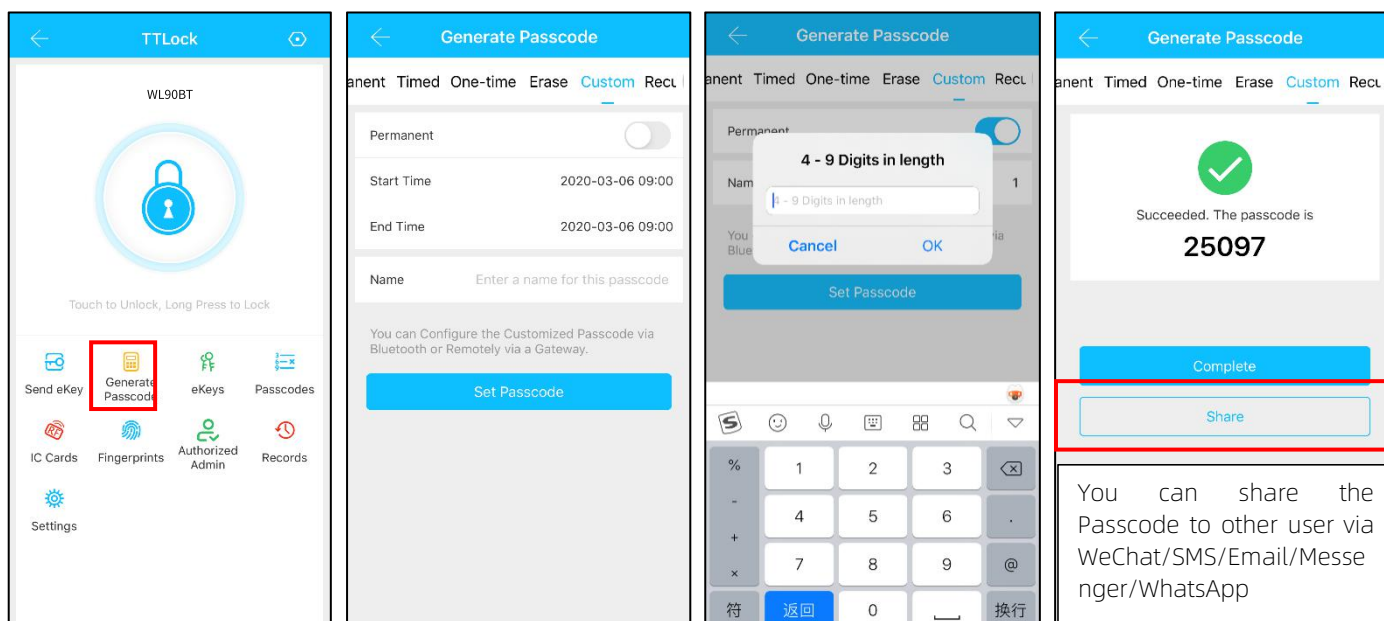 TTLock
WL90BT
Touch to Unlock, Long Press to Lock
Send eKey
Generate
Passcode
eKeys
Passcodes
IC Cards
Fingerprints
Authorized
Admin
Records
Settings
Generate Passcode
anent Timed One-time Erase Custom Recu
Permanent
Start Time 2020-03-06 09:00
End Time 2020-03-06 09:00
Name Enter a name for this passcode
You can Configure the Customized Passcode via
Bluetooth or Remotely via a Gateway.
Set Passcode
Generate Passcode
anent Timed One-time Erase Custom Recu
Permanent
4 - 9 Digits in length
Nam 1
4 - 9 Digits in length
You via
Blue
Cancel OK
Set Passcode
% 1 2 3
- 4 5 6 .
+
× 7 8 9 @
符 返回 0 换行
Generate Passcode
anent Timed One-time Erase Custom Recu
Succeeded. The passcode is
25097
Complete
Share
You can share the
Passcode to other user via
WeChat/SMS/Email/Messe
nger/WhatsApp